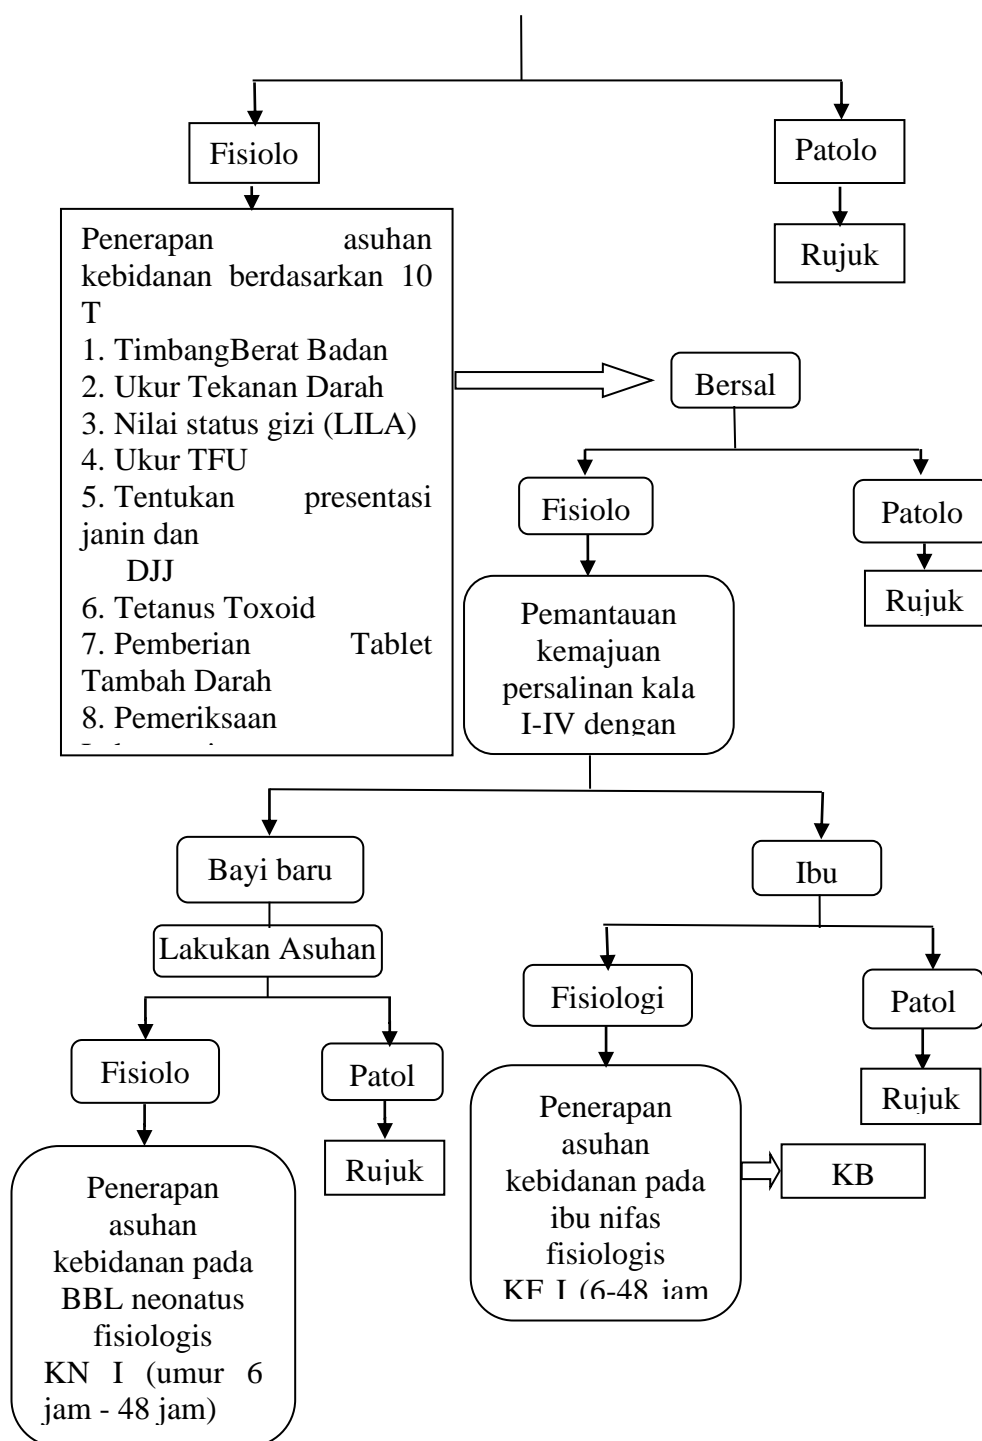 Fisiolo
Patolo
Rujuk
Penerapan asuhan
kebidanan berdasarkan 10
T
1. TimbangBerat Badan
2. Ukur Tekanan Darah
3. Nilai status gizi (LILA)
4. Ukur TFU
5. Tentukan presentasi
janin dan
DJJ
6. Tetanus Toxoid
7. Pemberian Tablet
Tambah Darah
8. Pemeriksaan
Bersal
Fisiolo
Patolo
Rujuk
Pemantauan
kemajuan
persalinan kala
I-IV dengan
Bayi baru
Ibu
Lakukan Asuhan
Fisiologi
Patol
Fisiolo
Patol
Rujuk
Rujuk
Penerapan
asuhan
kebidanan pada
ibu nifas
fisiologis
KF I (6-48 jam
KB
Penerapan
asuhan
kebidanan pada
BBL neonatus
fisiologis
KN I (umur 6
jam - 48 jam)